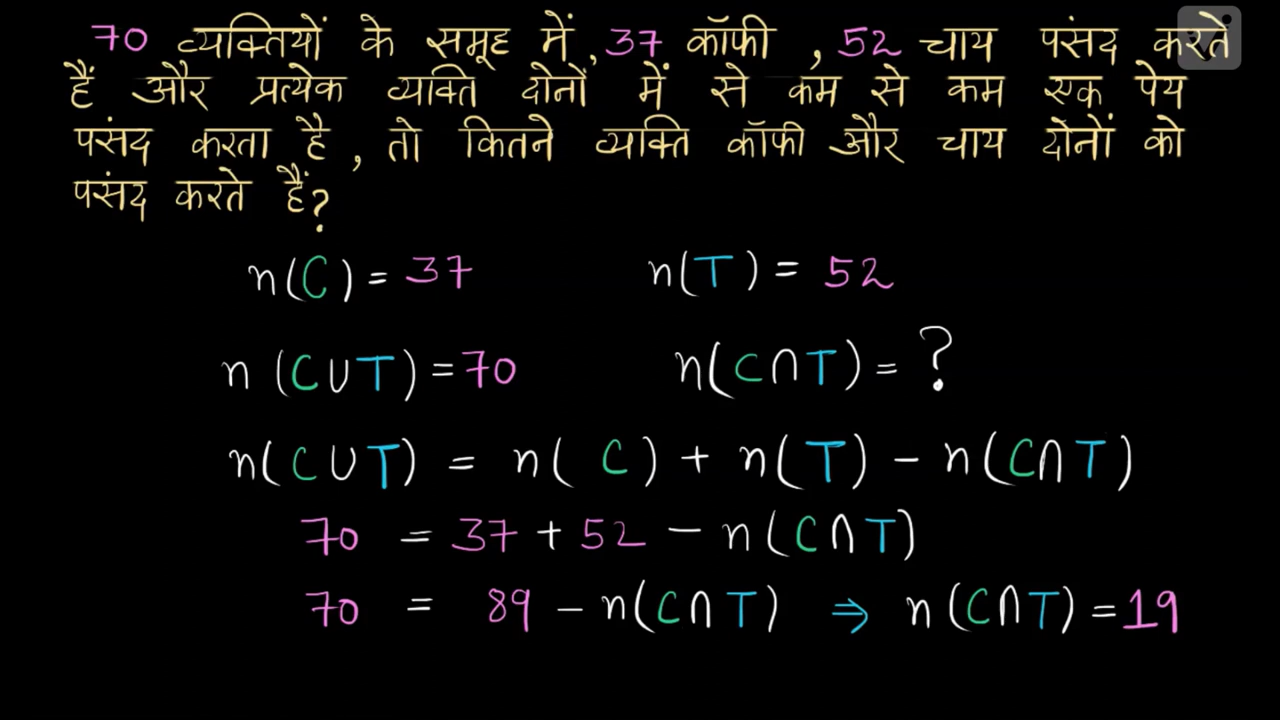 70 व्यक्तियों के समूह में, 37 कॉफी , 52 चाय पसंद करते
हैं और प्रत्येक व्यक्ति दोनों में से कम से कम एक पेय
पसंद करता है , तो कितने व्यक्ति कॉफी और चाय दोनों को
पसंद करते हैं?
n(C) = 37 n(T) = 52
n (C∪T) = 70 n(C∩T) = ?
n(C∪T) = n( C) + n(T) − n(C∩T)
70 = 37 + 52 − n(C∩T)
70 = 89 − n(C∩T) ⇒ n(C∩T) = 19